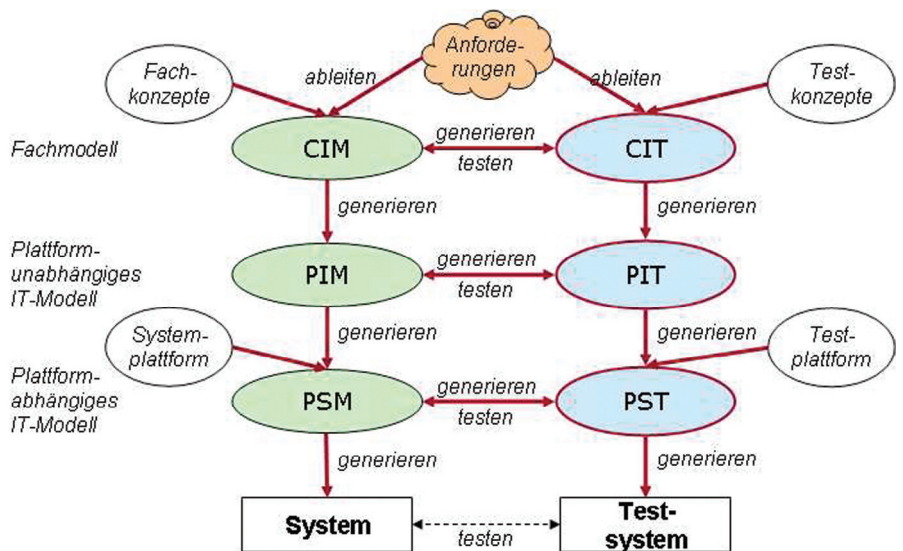 Anforde-
rungen
Fach-
konzepte
ableiten
ableiten
Test-
konzepte
Fachmodell
CIM
generieren
testen
CIT
generieren
generieren
Plattform-
unabhängiges
IT-Modell
PIM
generieren
testen
PIT
System-
plattform
generieren
generieren
Test-
plattform
Plattform-
abhängiges
IT-Modell
PSM
generieren
testen
PST
generieren
generieren
System
testen
Test-
system